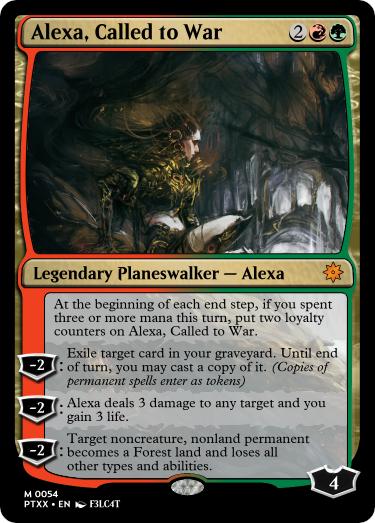 Alexa, Called to War 2
Legendary Planeswalker — Alexa
At the beginning of each end step, if you spent
three or more mana this turn, put two loyalty
counters on Alexa, Called to War.
-2: Exile target card in your graveyard. Until end
of turn, you may cast a copy of it. (Copies of
permanent spells enter as tokens)
-2: Alexa deals 3 damage to any target and you
gain 3 life.
-2: Target noncreature, nonland permanent
becomes a Forest land and loses all
other types and abilities.
4
M 0054
PTXX • EN F3LC4T